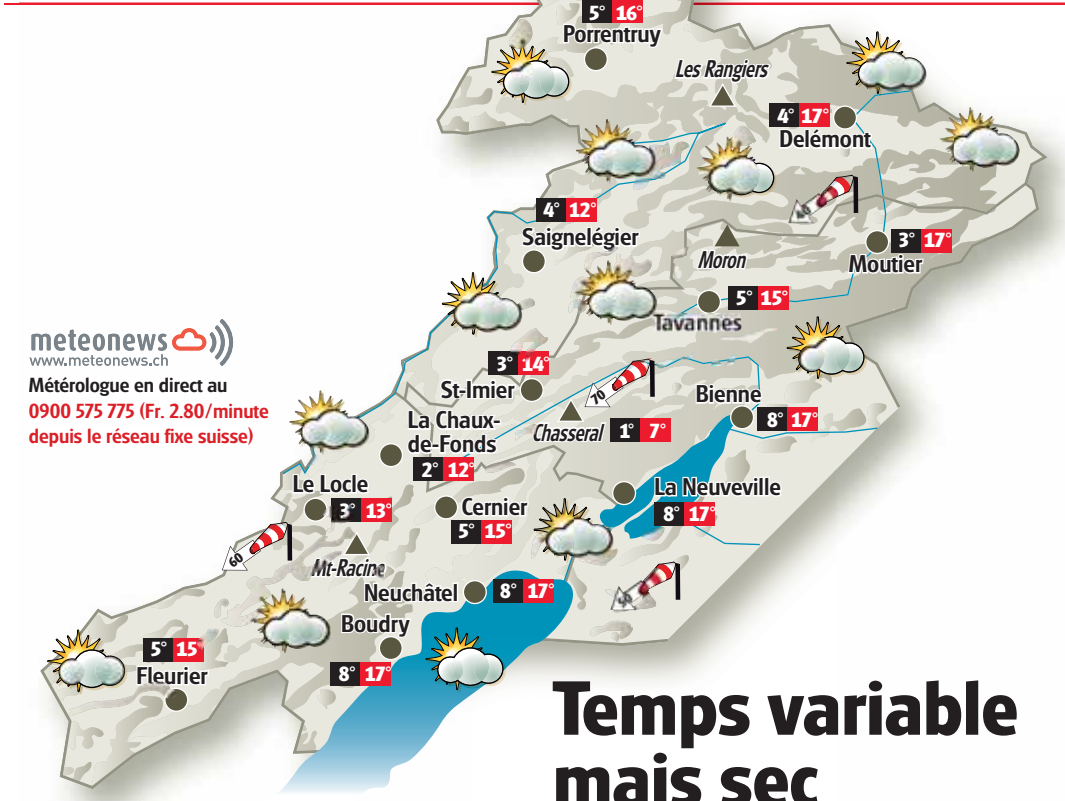 5° 16°
Porrentruy
Les Rangiers
4° 17°
Delémont
4° 12°
Saignelégier
Moron
3° 17°
Moutier
5° 15°
Tavannes
meteonews
www.meteonews.ch
Métérologue en direct au
0900 575 775 (Fr. 2.80/minute
depuis le réseau fixe suisse)
3° 14°
St-Imier
70
Chasseral 1° 7°
Bienne
8° 17°
La Chaux-
de-Fonds
2° 12°
Le Locle
3° 13°
Cernier
5° 15°
La Neuveville
8° 17°
60
Mt-Racine
Neuchâtel 8° 17°
Boudry
8° 17°
5° 15°
Fleurier
Temps variable
mais sec